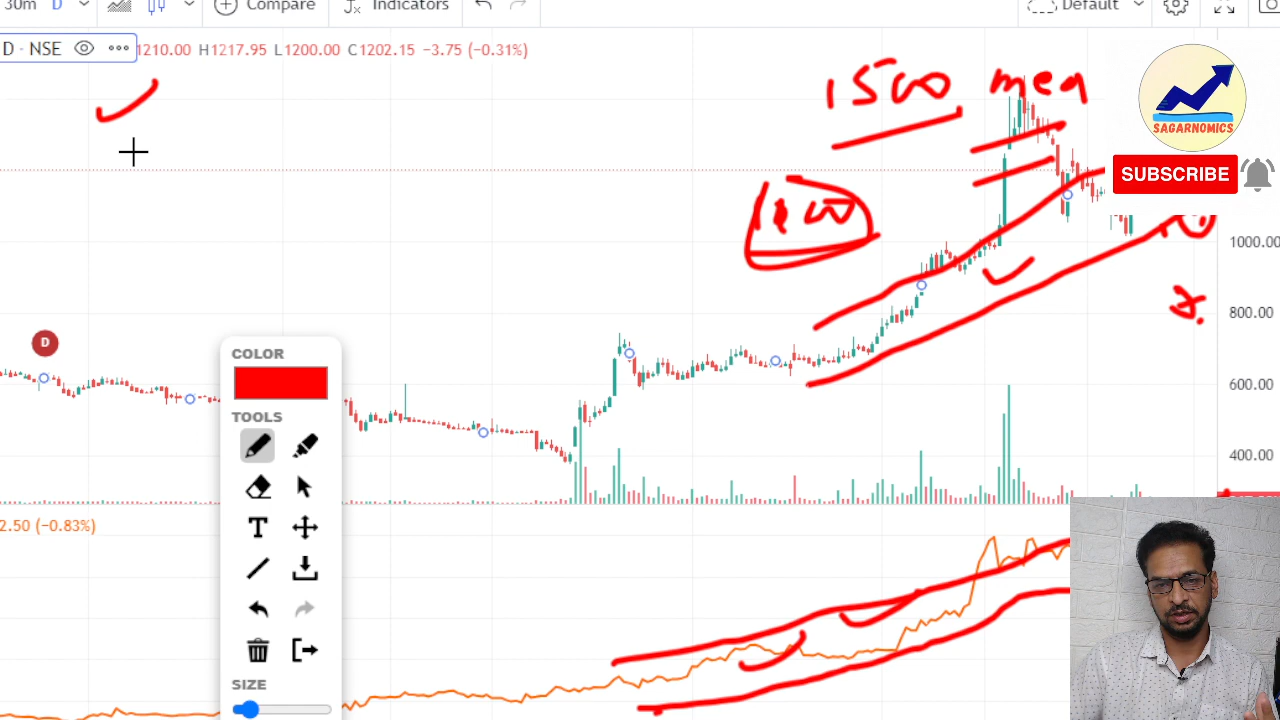 30m D Compare Indicators Default
D · NSE 1210.00 H1217.95 L1200.00 C1202.15 −3.75 (−0.31%)
1500
SAGARNOMICS
SUBSCRIBE
1000.00
800.00
D
COLOR
600.00
TOOLS
400.00
T
2.50 (−0.83%)
SIZE